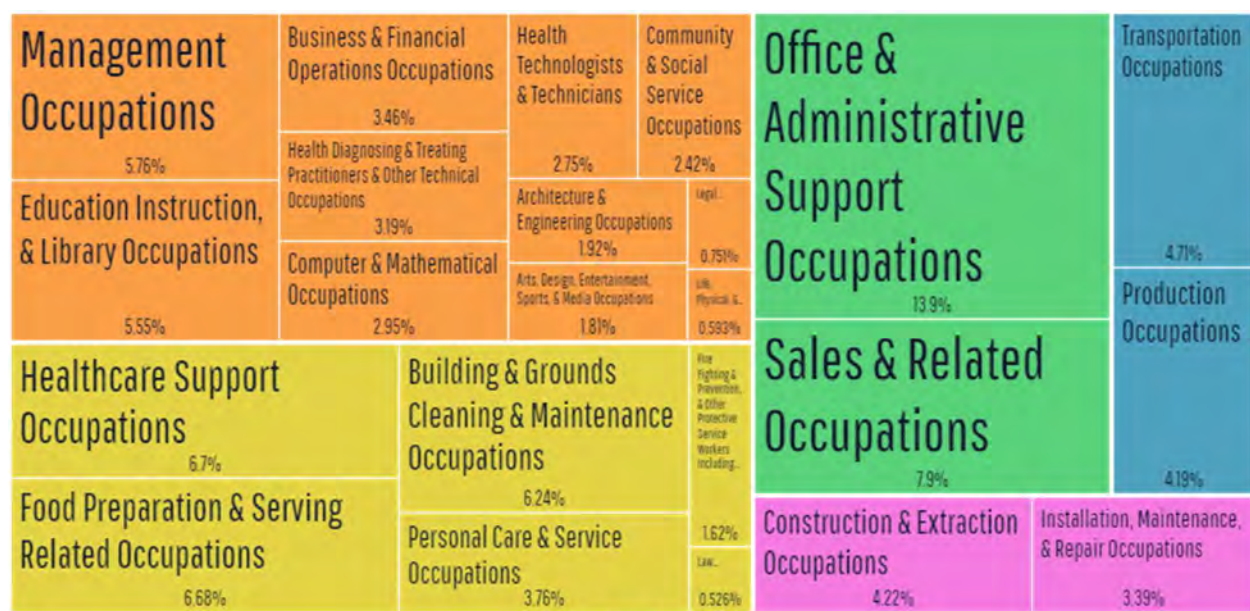 Management
Occupations
5.76%
Business & Financial
Operations Occupations
3.46%
Health
Technologists
& Technicians
2.75%
Community
& Social
Service
Occupations
2.42%
Education Instruction,
& Library Occupations
5.55%
Health Diagnosing & Treating
Practitioners & Other Technical
Occupations
3.19%
Computer & Mathematical
Occupations
2.95%
Architecture &
Engineering Occupations
1.92%
Arts, Design, Entertainment,
Sports, & Media Occupations
1.81%
Legal...
0.751%
Life,
Physical, &...
0.593%
Healthcare Support
Occupations
6.7%
Food Preparation & Serving
Related Occupations
6.68%
Building & Grounds
Cleaning & Maintenance
Occupations
6.24%
Personal Care & Service
Occupations
3.76%
Fire
Fighting &
Prevention,
& Other
Protective
Service
Workers
Including...
1.62%
Law...
0.526%
Office &
Administrative
Support
Occupations
13.9%
Sales & Related
Occupations
7.9%
Transportation
Occupations
4.71%
Production
Occupations
4.19%
Construction & Extraction
Occupations
4.22%
Installation, Maintenance,
& Repair Occupations
3.39%